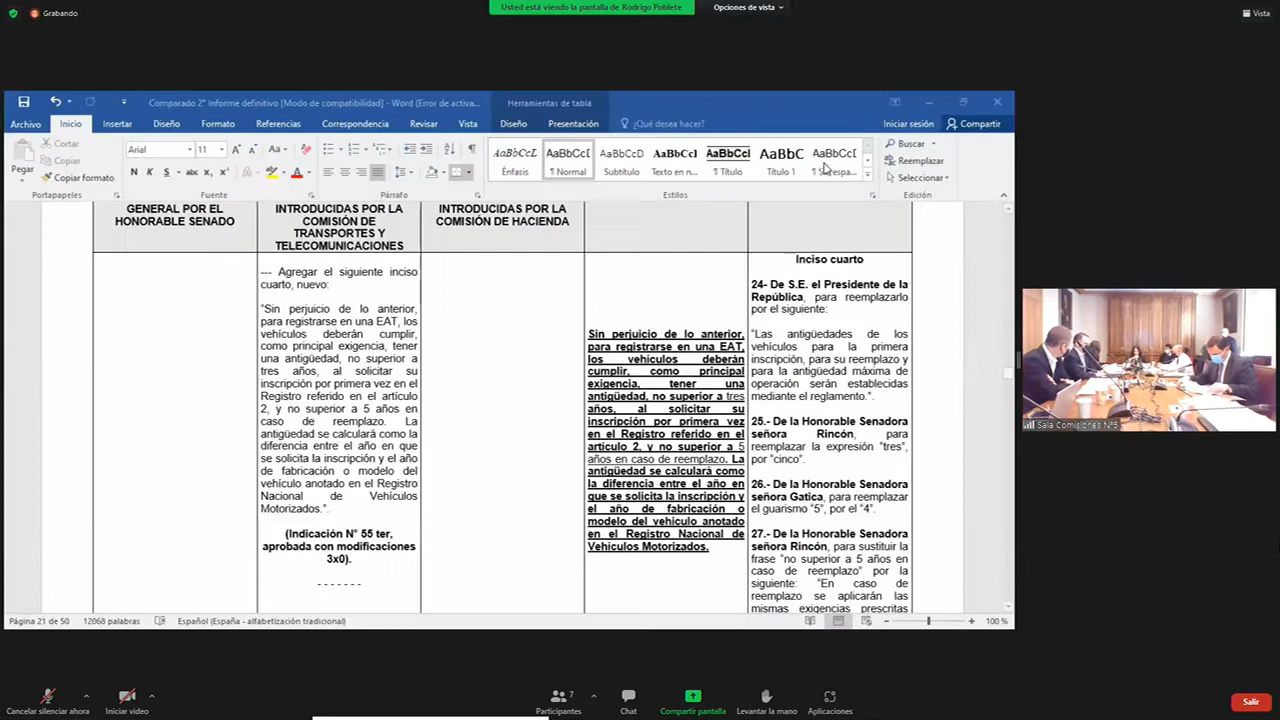 Grabando
Usted está viendo la pantalla de Rodrigo Poblete
Opciones de vista
Vista
Comparado 2° Informe definitivo [Modo de compatibilidad] - Word (Error de activa...
Herramientas de tabla
Archivo
Inicio
Insertar
Diseño
Formato
Referencias
Correspondencia
Revisar
Vista
Diseño
Presentación
¿Qué desea hacer?
Iniciar sesión
Compartir
Pegar
Cortar
Copiar
Copiar formato
Portapapeles
Arial
11
N K S abc x₂ x²
Fuente
Párrafo
AaBbCcL
Énfasis
AaBbCcI
¶ Normal
AaBbCcD
Subtítulo
AaBbCcI
Texto en n...
AaBbCcI
¶ Título
AaBbC
Título 1
AaBbCcI
Estilos
Buscar
Reemplazar
Seleccionar
Edición
GENERAL POR EL
HONORABLE SENADO
INTRODUCIDAS POR LA
COMISIÓN DE
TRANSPORTES Y
TELECOMUNICACIONES
INTRODUCIDAS POR LA
COMISIÓN DE HACIENDA
--- Agregar el siguiente inciso
cuarto, nuevo:
“Sin perjuicio de lo anterior,
para registrarse en una EAT, los
vehículos deberán cumplir,
como principal exigencia, tener
una antigüedad, no superior a
tres años, al solicitar su
inscripción por primera vez en el
Registro referido en el artículo
2, y no superior a 5 años en
caso de reemplazo. La
antigüedad se calculará como la
diferencia entre el año en que
se solicita la inscripción y el año
de fabricación o modelo del
vehículo anotado en el Registro
Nacional de Vehículos
Motorizados.”.
(Indicación N° 55 ter,
aprobada con modificaciones
3x0).
- - - - - - -
Sin perjuicio de lo anterior,
para registrarse en una EAT,
los vehículos deberán
cumplir, como principal
exigencia, tener una
antigüedad, no superior a tres
años, al solicitar su
inscripción por primera vez
en el Registro referido en el
artículo 2, y no superior a 5
años en caso de reemplazo. La
antigüedad se calculará como
la diferencia entre el año en
que se solicita la inscripción y
el año de fabricación o
modelo del vehículo anotado
en el Registro Nacional de
Vehículos Motorizados.
Inciso cuarto
24- De S.E. el Presidente de la
República, para reemplazarlo
por el siguiente:
“Las antigüedades de los
vehículos para la primera
inscripción, para su reemplazo y
para la antigüedad máxima de
operación serán establecidas
mediante el reglamento.”.
25.- De la Honorable Senadora
señora Rincón, para
reemplazar la expresión “tres”,
por “cinco”.
26.- De la Honorable Senadora
señora Gatica, para reemplazar
el guarismo “5”, por el “4”.
27.- De la Honorable Senadora
señora Rincón, para sustituir la
frase “no superior a 5 años en
caso de reemplazo” por la
siguiente: “En caso de
reemplazo se aplicarán las
mismas exigencias prescritas
Sala Comisiones N°5
Página 21 de 50
12068 palabras
Español (España - alfabetización tradicional)
100 %
Cancelar silenciar ahora
Iniciar video
Participantes
7
Chat
Compartir pantalla
Levantar la mano
Aplicaciones
Salir